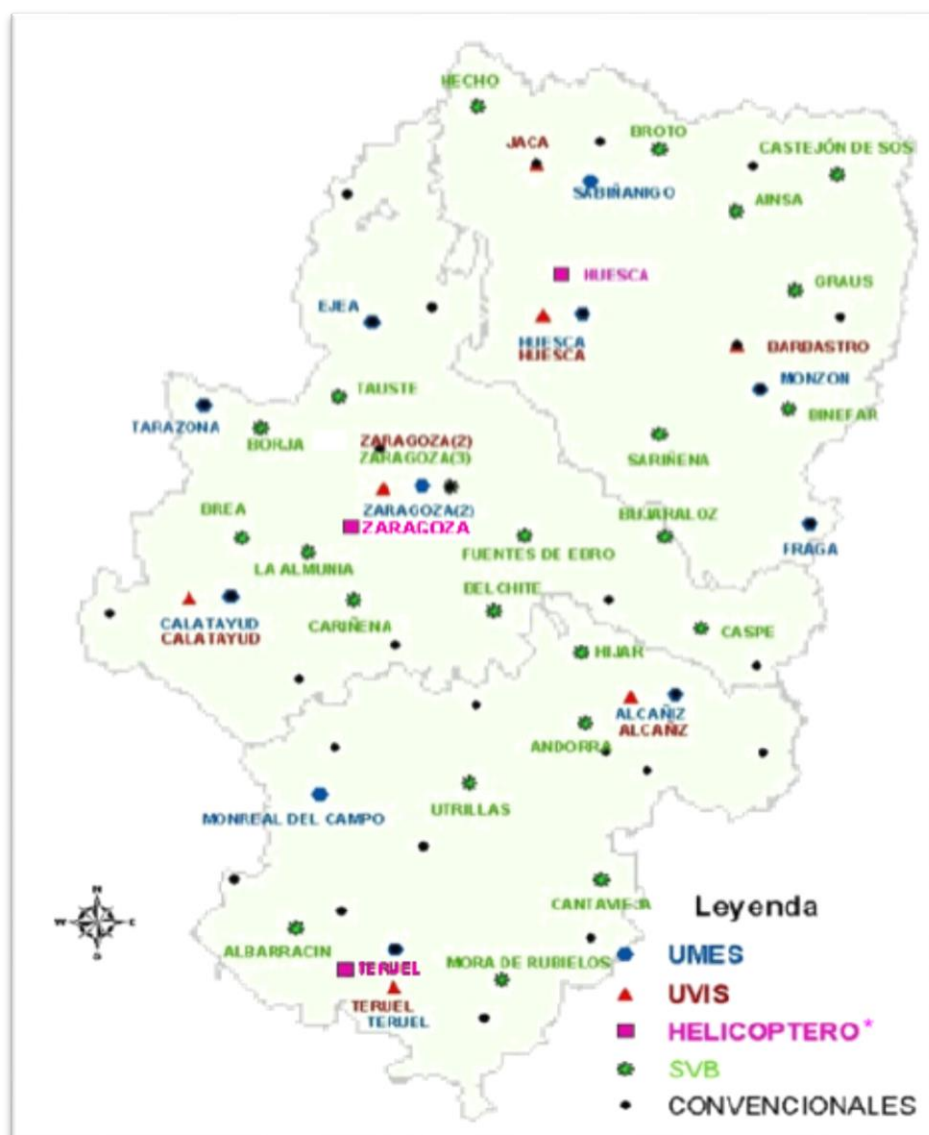 HECHO
JACA
BROTO
CASTEJÓN DE SOS
SABIÑANIGO
AINSA
HUESCA
GRAUS
EJEA
HUESCA
HUESCA
BARBASTRO
MONZON
TAUSTE
BINEFAR
TARAZONA
BORJA
ZARAGOZA(2)
ZARAGOZA(3)
SARIÑENA
BREA
ZARAGOZA(2)
ZARAGOZA
BUJARALOZ
FUENTES DE EBRO
FRAGA
LA ALMUNIA
BELCHITE
CALATAYUD
CALATAYUD
CARIÑENA
CASPE
HIJAR
ALCAÑIZ
ALCAÑIZ
ANDORRA
MONREAL DEL CAMPO
UTRILLAS
CANTAVIEJA
ALBARRACIN
TERUEL
MORA DE RUBIELOS
TERUEL
TERUEL
N
W
E
S
Leyenda
UMES
UVIS
HELICOPTERO*
SVB
CONVENCIONALES